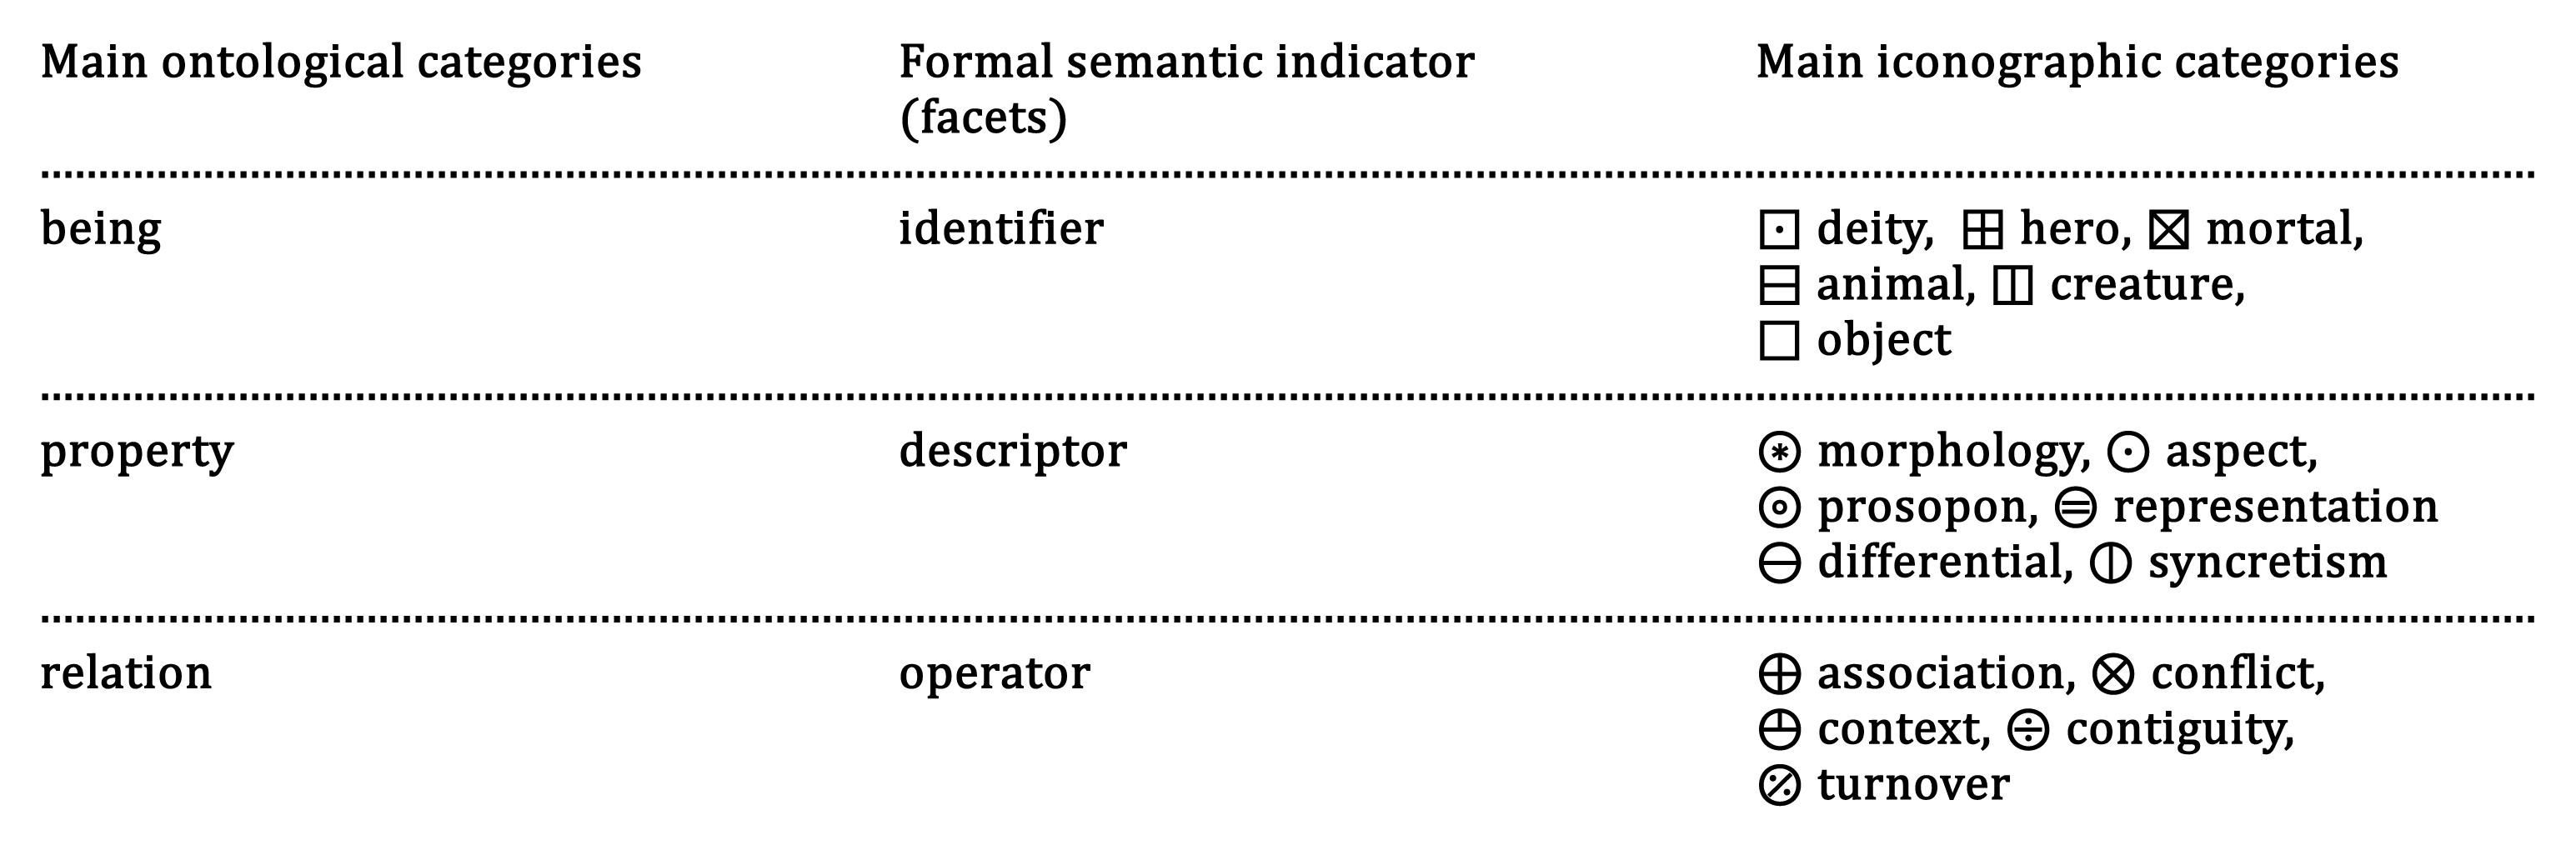 Main ontological categories
Formal semantic indicator
(facets)
Main iconographic categories
being
identifier
⊡ deity, ⊞ hero, ⊠ mortal,
⊟ animal, ◫ creature,
□ object
property
descriptor
⊛ morphology, ⊙ aspect,
⊚ prosopon, ⊜ representation
⊖ differential, ⦶ syncretism
relation
operator
⊕ association, ⊗ conflict,
⦺ context, ⨸ contiguity,
⊘ turnover